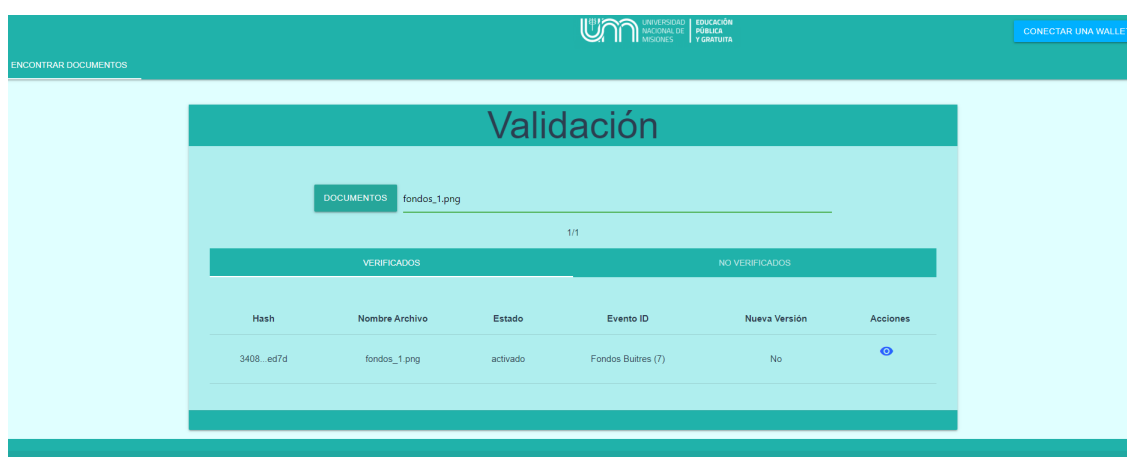 UNIVERSIDAD
NACIONAL DE
MISIONES
EDUCACIÓN
PÚBLICA
Y GRATUITA
CONECTAR UNA WALLET
ENCONTRAR DOCUMENTOS
Validación
DOCUMENTOS fondos_1.png
1/1
VERIFICADOS NO VERIFICADOS
Hash Nombre Archivo Estado Evento ID Nueva Versión Acciones
3408...ed7d fondos_1.png activado Fondos Buitres (7) No